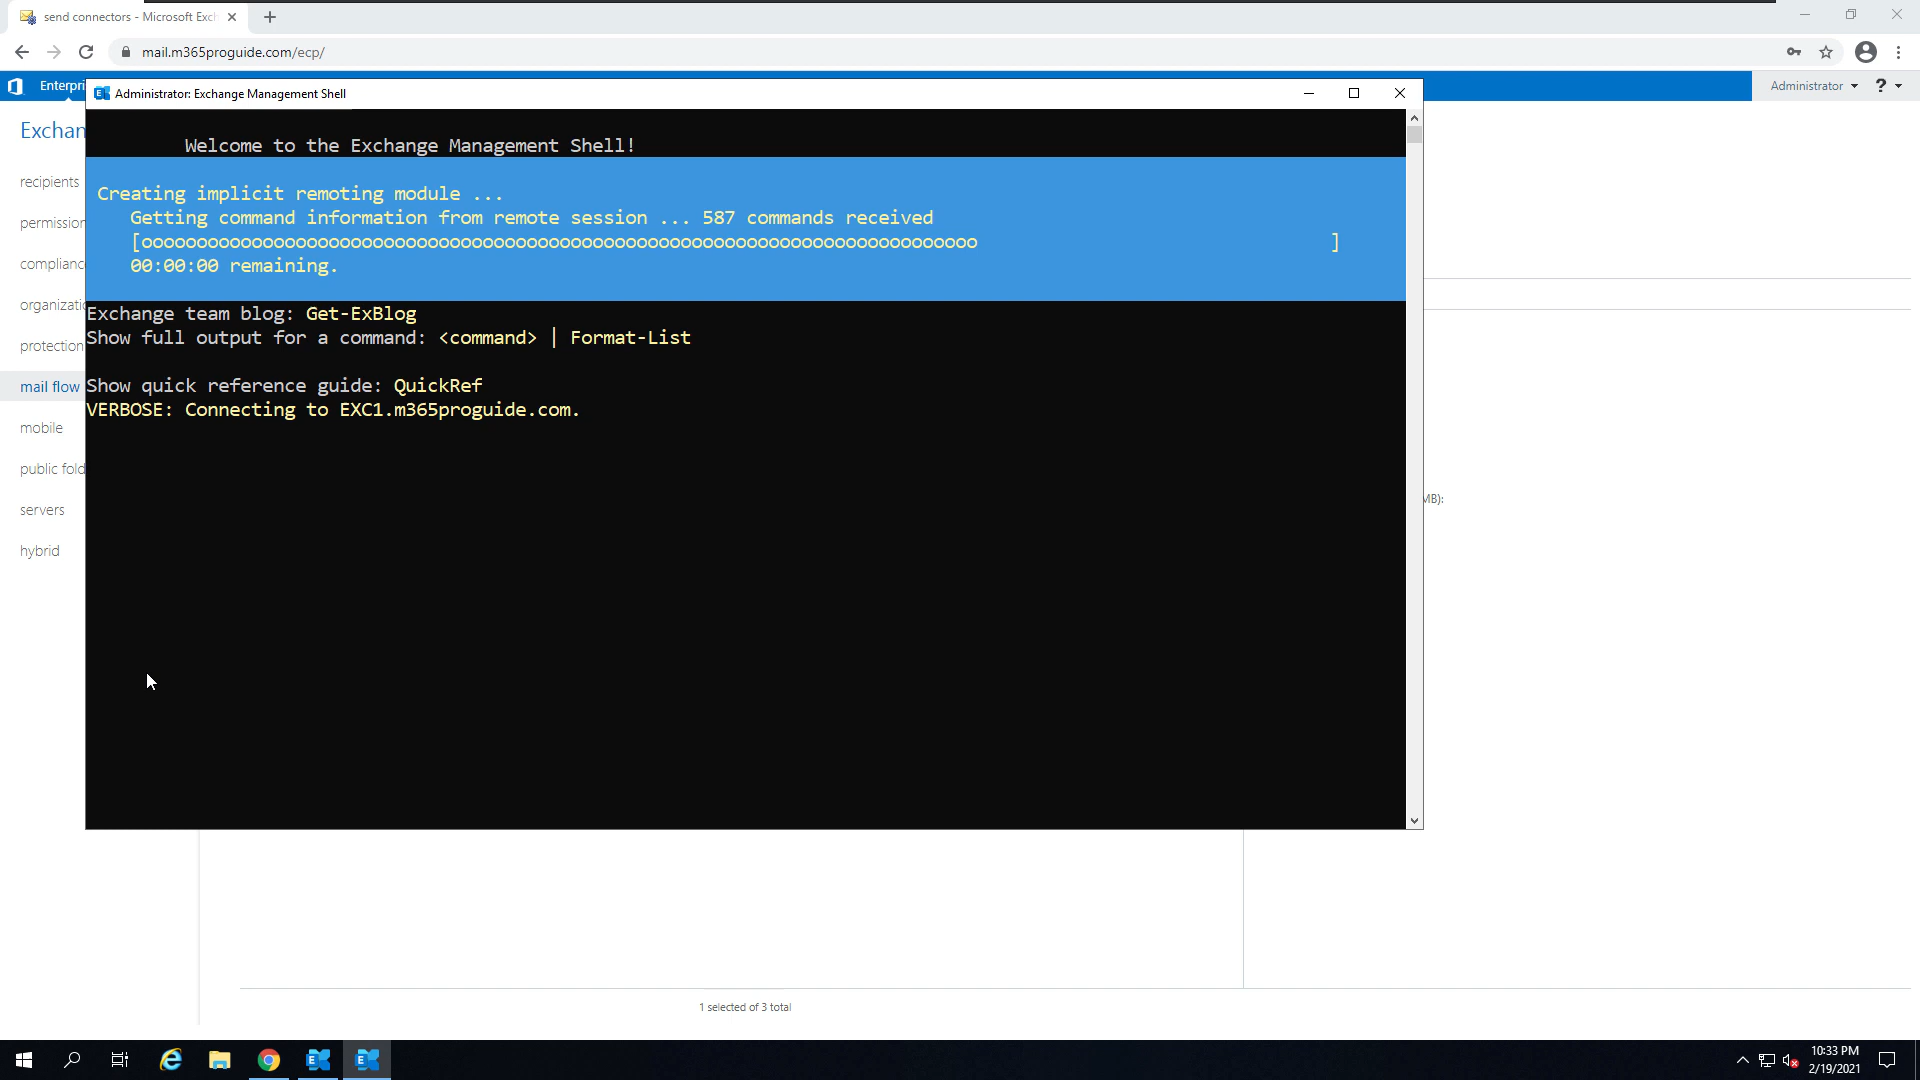 send connectors - Microsoft Exch
mail.m365proguide.com/ecp/
Enterpri
Administrator
?
Administrator: Exchange Management Shell
Exchan
recipients
permission
complianc
organizati
protection
mail flow
mobile
public fold
servers
hybrid
Welcome to the Exchange Management Shell!
Creating implicit remoting module ...
Getting command information from remote session ... 587 commands received
[oooooooooooooooooooooooooooooooooooooooooooooooooooooooooooooooooooooooooooo ]
00:00:00 remaining.
Exchange team blog: Get-ExBlog
Show full output for a command: <command> | Format-List
Show quick reference guide: QuickRef
VERBOSE: Connecting to EXC1.m365proguide.com.
MB):
1 selected of 3 total
10:33 PM
2/19/2021